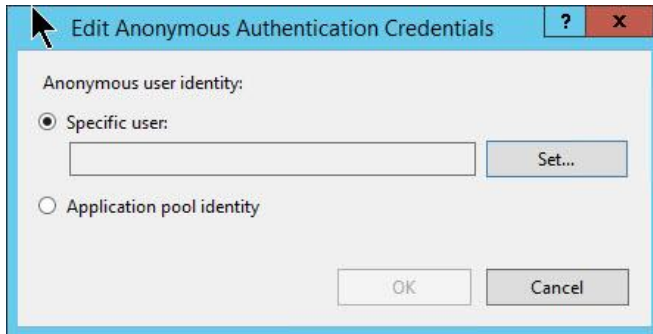 Edit Anonymous Authentication Credentials ? x
Anonymous user identity:
Specific user:
Set...
Application pool identity
OK Cancel